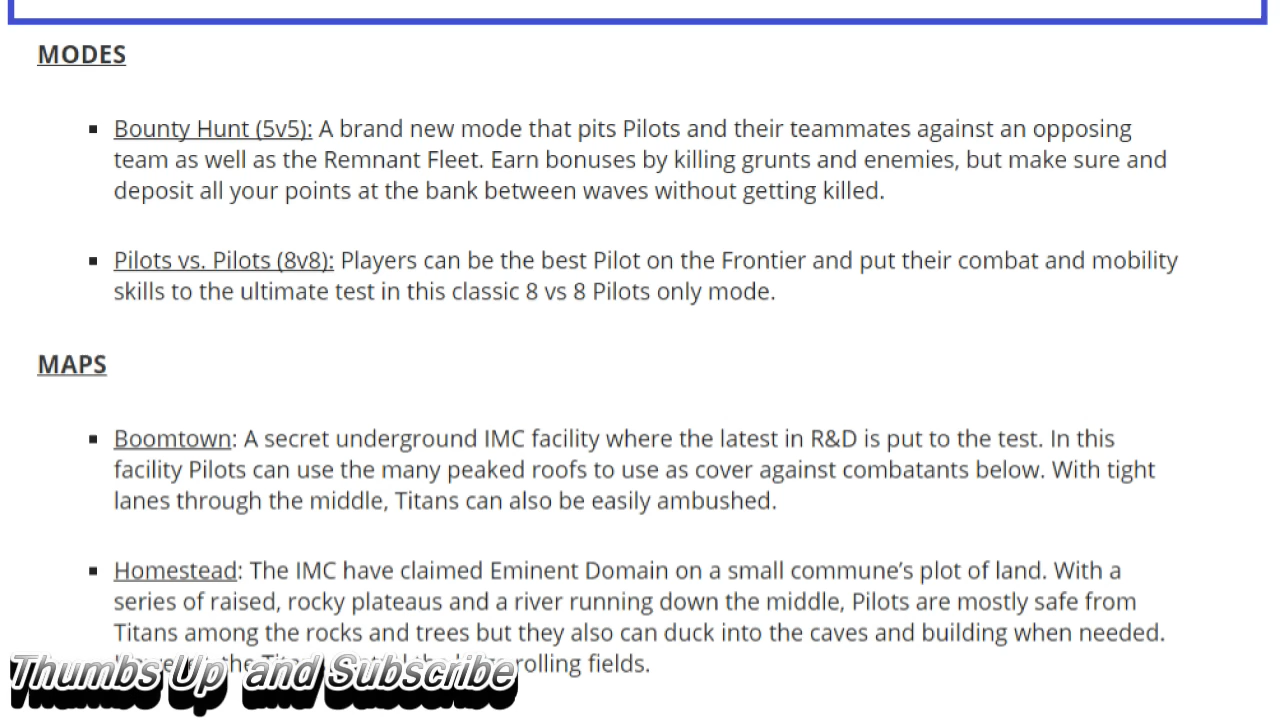 MODES
Bounty Hunt (5v5): A brand new mode that pits Pilots and their teammates against an opposing
team as well as the Remnant Fleet. Earn bonuses by killing grunts and enemies, but make sure and
deposit all your points at the bank between waves without getting killed.
Pilots vs. Pilots (8v8): Players can be the best Pilot on the Frontier and put their combat and mobility
skills to the ultimate test in this classic 8 vs 8 Pilots only mode.
MAPS
Boomtown: A secret underground IMC facility where the latest in R&D is put to the test. In this
facility Pilots can use the many peaked roofs to use as cover against combatants below. With tight
lanes through the middle, Titans can also be easily ambushed.
Homestead: The IMC have claimed Eminent Domain on a small commune’s plot of land. With a
series of raised, rocky plateaus and a river running down the middle, Pilots are mostly safe from
Titans among the rocks and trees but they also can duck into the caves and building when needed.
the rolling fields.
Thumbs Up and Subscribe